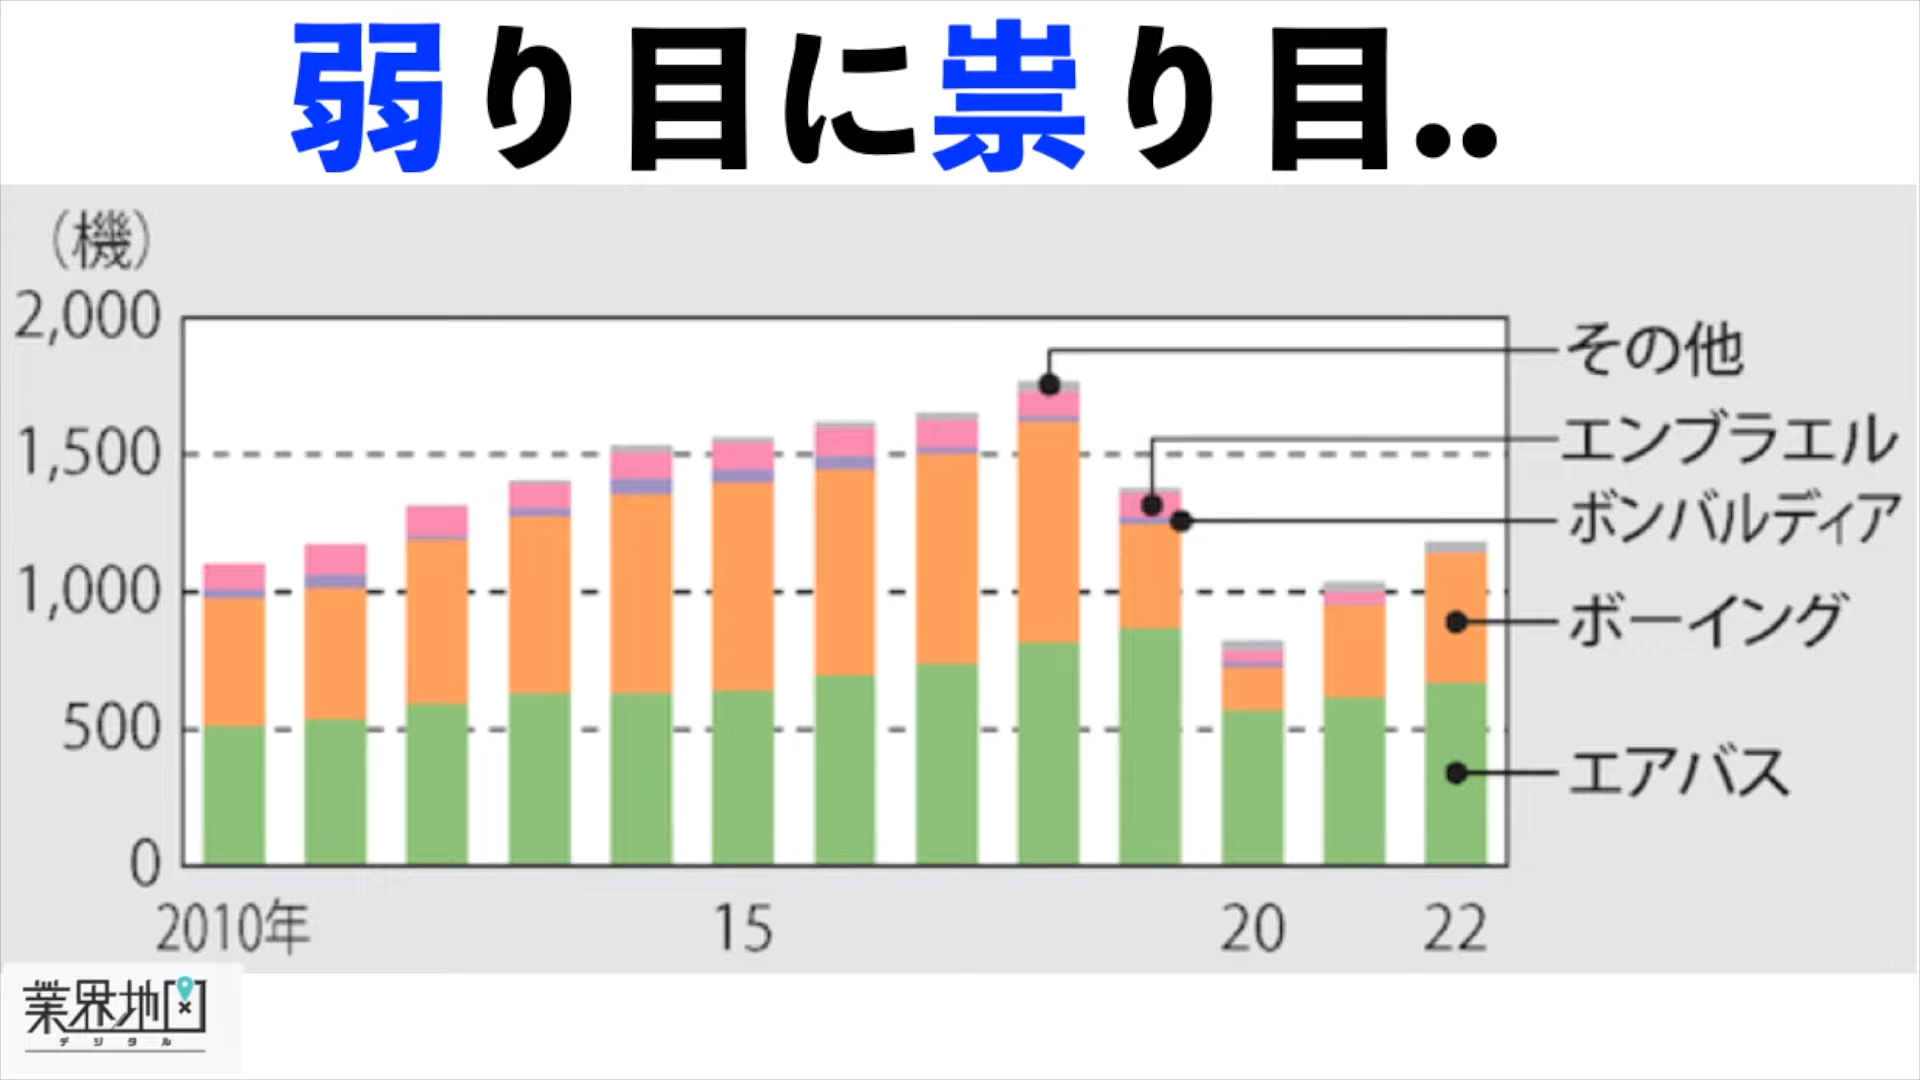 弱り目に祟り目..
（機）
2,000
1,500
1,000
500
0
2010年
15
20
22
その他
エンブラエル
ボンバルディア
ボーイング
エアバス
業界地図
デジタル